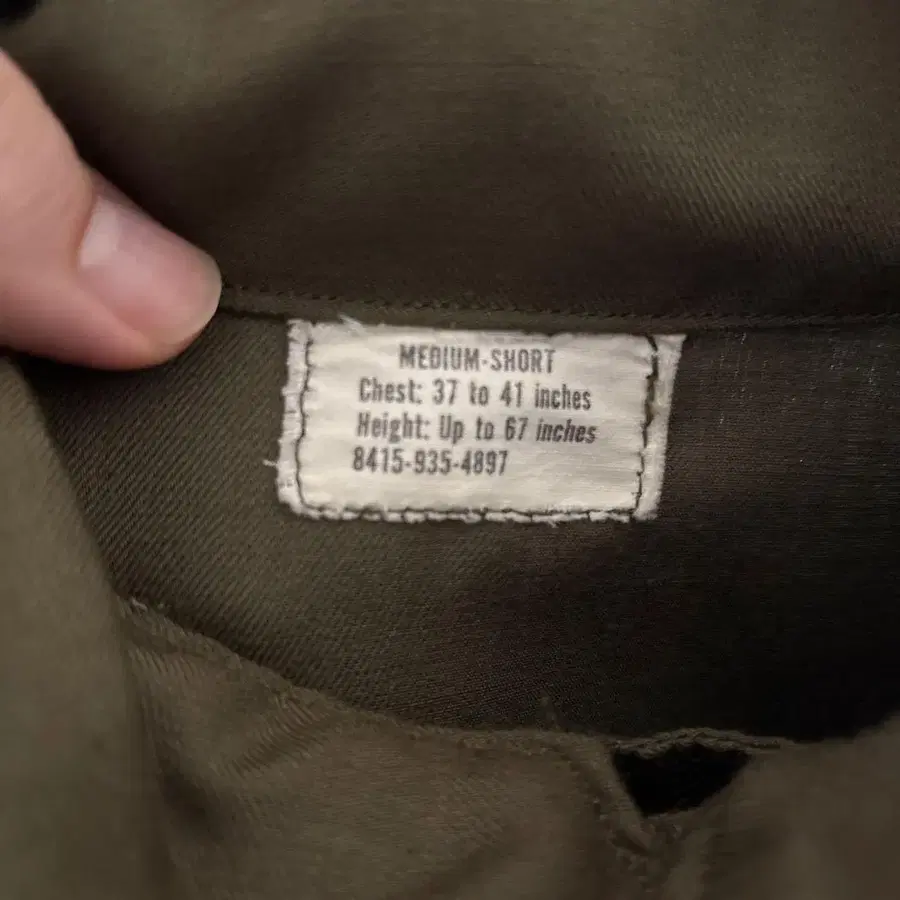 MEDIUM-SHORT
Chest: 37 to 41 inches
Height: Up to 67 inches
8415-935-4897